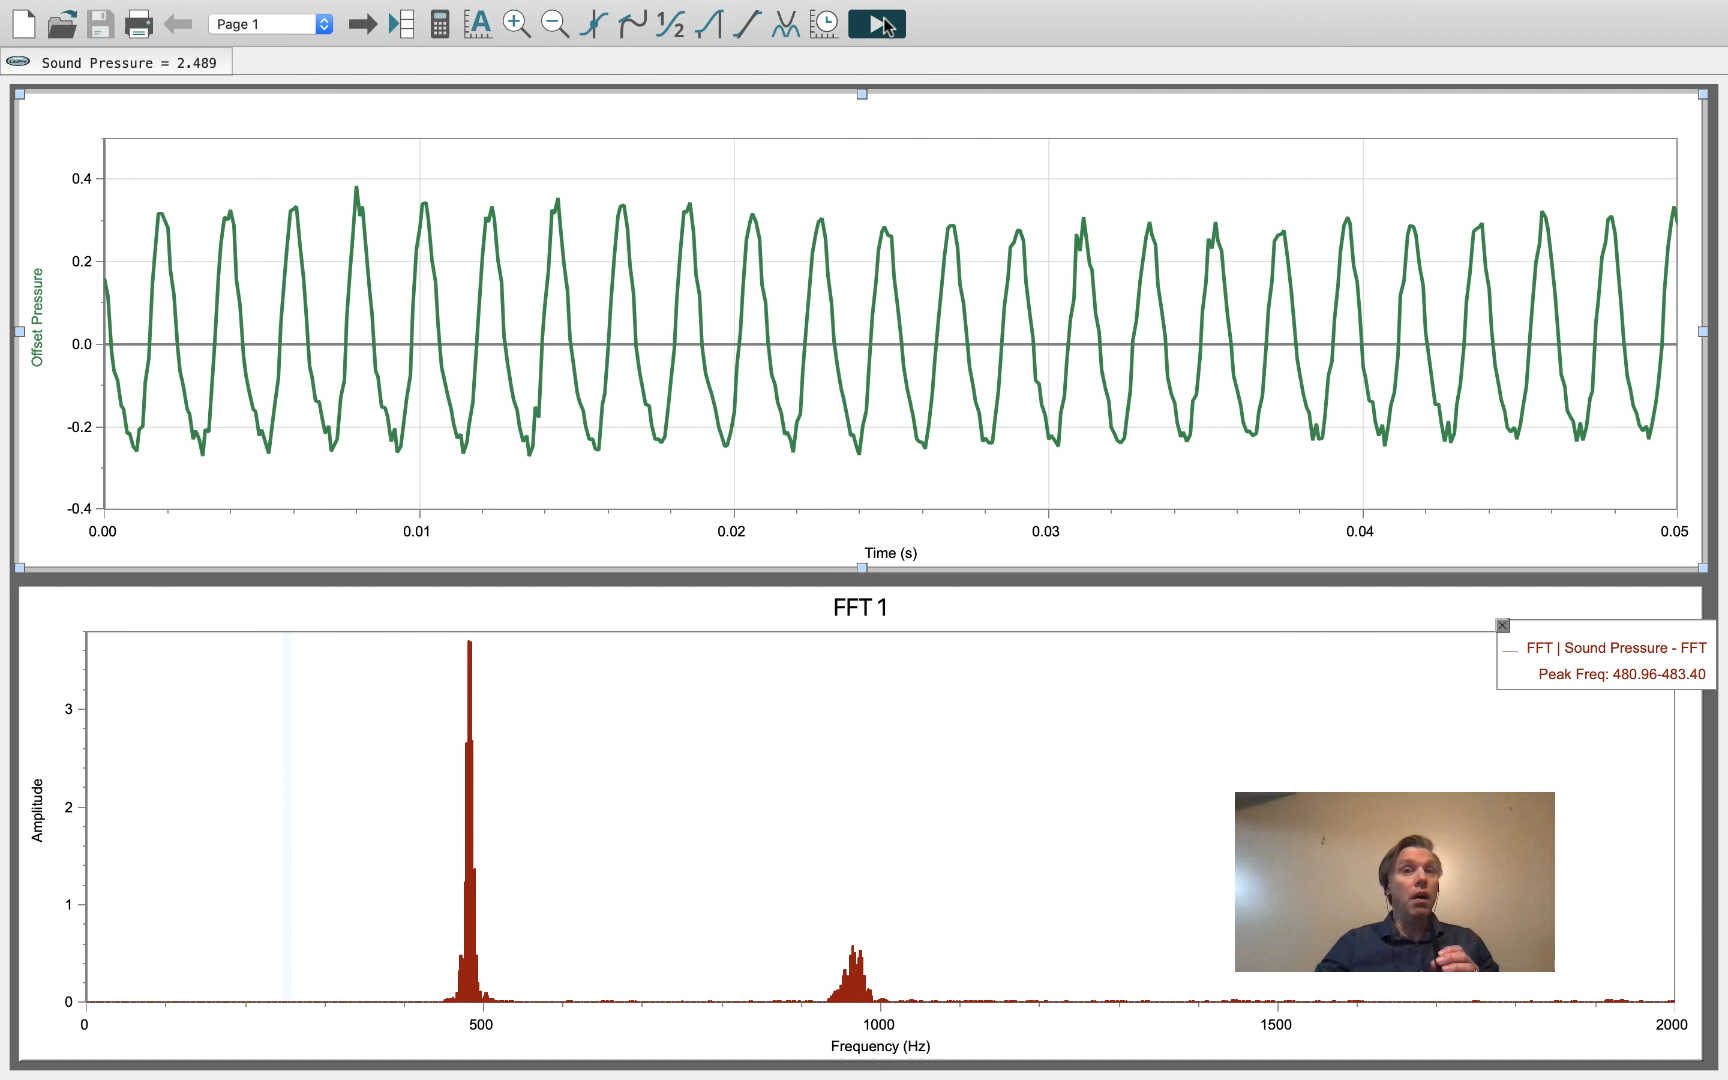 Page 1
A
1/2
Sound Pressure = 2.489
0.4
0.2
0.0
-0.2
-0.4
Offset Pressure
0.00 0.01 0.02 0.03 0.04 0.05
Time (s)
FFT 1
FFT | Sound Pressure - FFT
Peak Freq: 480.96-483.40
3
2
1
0
Amplitude
0 500 1000 1500 2000
Frequency (Hz)